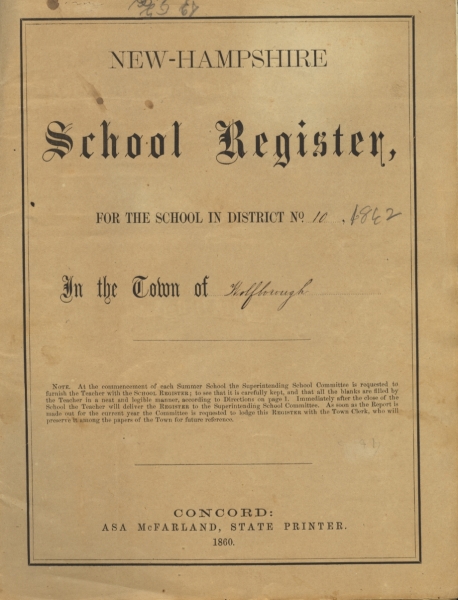 NEW-HAMPSHIRE
School Register,
FOR THE SCHOOL IN DISTRICT NO. 10, 1862
In the Town of Wolfborough
NOTE. At the commencement of each Summer School the Superintending School Committee is requested to
furnish the Teacher with the SCHOOL REGISTER; to see that it is carefully kept, and that all the blanks are filled by
the Teacher in a neat and legible manner, according to Directions on page 1. Immediately after the close of
the School the Teacher will deliver the REGISTER to the Superintending School Committee. As soon as the Report is
made out for the current year the Committee is requested to lodge this REGISTER with the Town Clerk, who will
preserve it among the papers of the Town for future reference.
CONCORD:
ASA McFARLAND, STATE PRINTER.
1860.